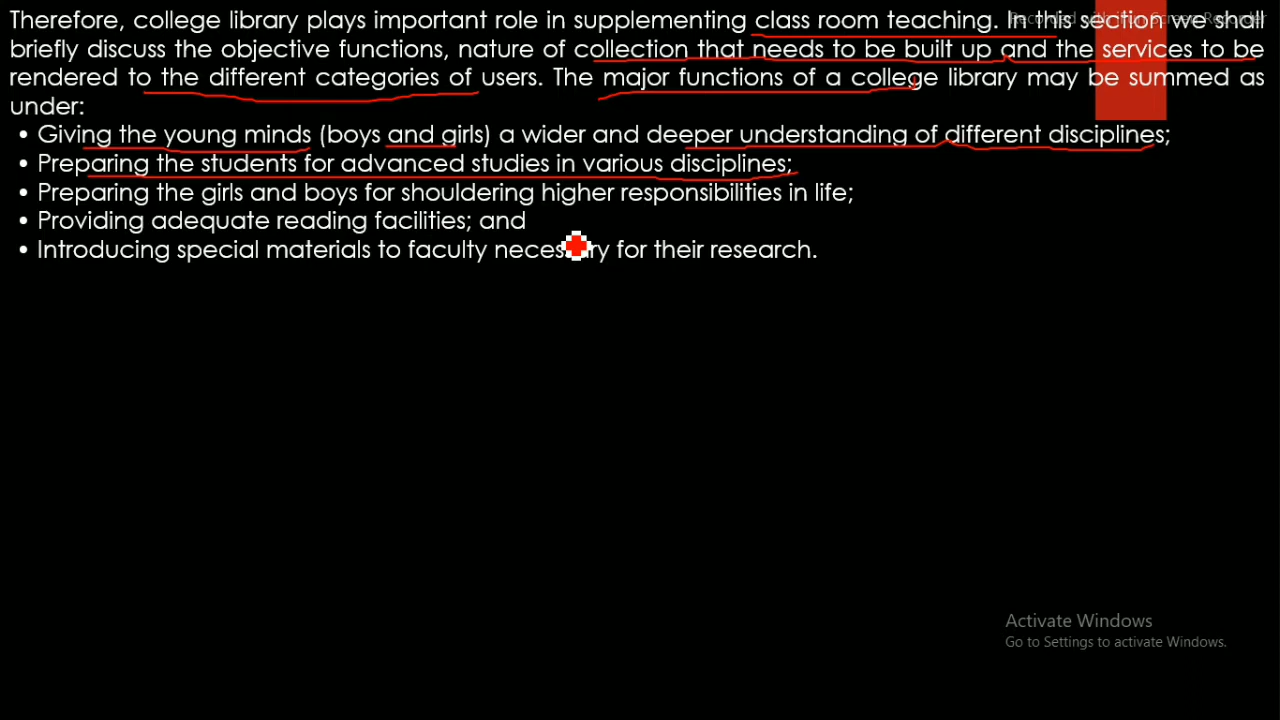 Therefore, college library plays important role in supplementing class room teaching. In this section we shall
briefly discuss the objective functions, nature of collection that needs to be built up and the services to be
rendered to the different categories of users. The major functions of a college library may be summed as
under:
• Giving the young minds (boys and girls) a wider and deeper understanding of different disciplines;
• Preparing the students for advanced studies in various disciplines;
• Preparing the girls and boys for shouldering higher responsibilities in life;
• Providing adequate reading facilities; and
• Introducing special materials to faculty necessary for their research.
Recorded with iTop Screen Recorder
Activate Windows
Go to Settings to activate Windows.